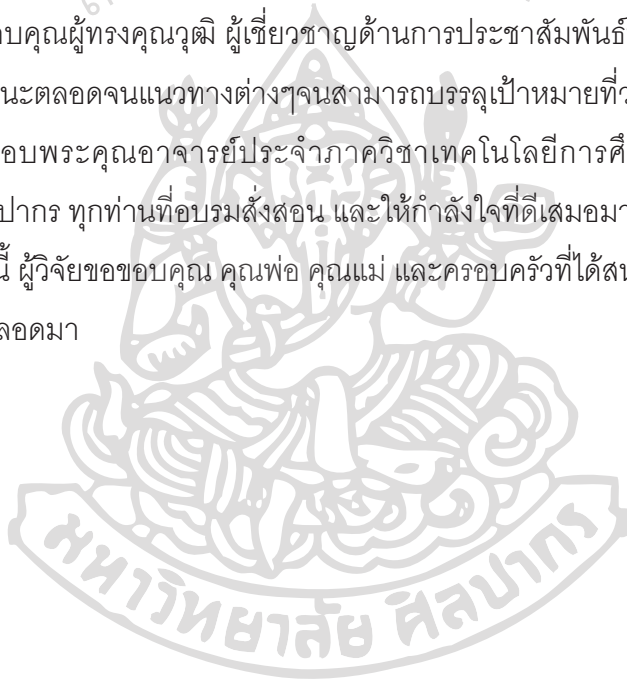 บคุณผู้ทรงคุณวุฒิ ผู้เชี่ยวชาญด้านการประชาสัมพันธ์
นะตลอดจนแนวทางต่างๆจนสามารถบรรลุเป้าหมายที่ว
อบพระคุณอาจารย์ประจำภาควิชาเทคโนโลยีการศึ
ปากร ทุกท่านที่อบรมสั่งสอน และให้กำลังใจที่ดีเสมอมา
นี้ ผู้วิจัยขอขอบคุณ คุณพ่อ คุณแม่ และครอบครัวที่ได้สน
ลอดมา
มหาวิทยาลัย ศิลปากร